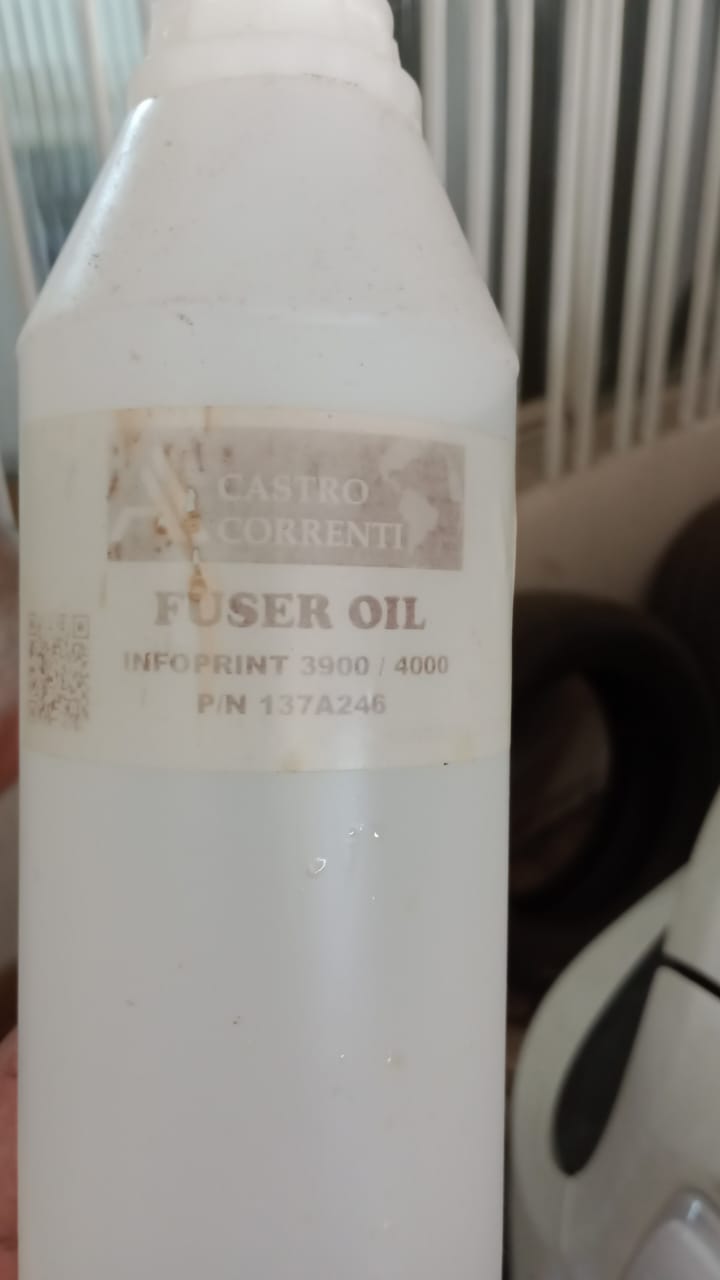 CASTRO
CORRENTI
FUSER OIL
INFOPRINT 3900 / 4000
P/N 137A246